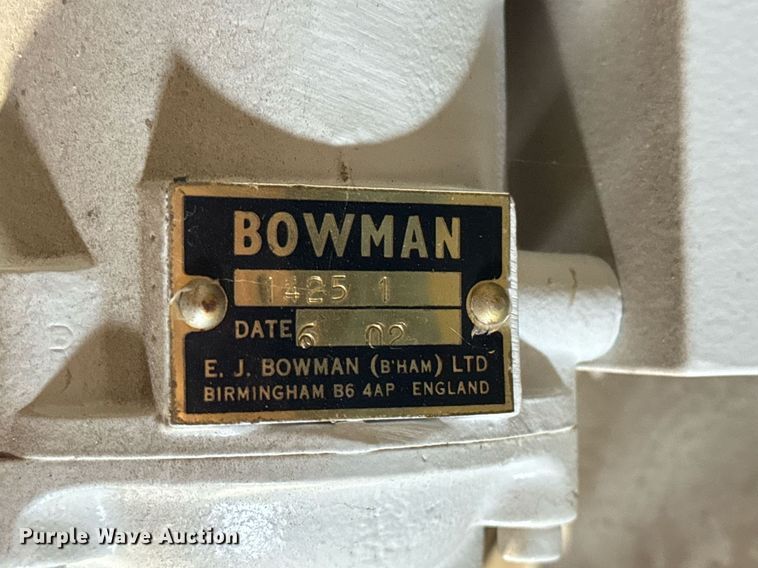 BOWMAN
1425 1
DATE 6 02
E. J. BOWMAN (B'HAM) LTD
BIRMINGHAM B6 4AP ENGLAND
Purple Wave Auction